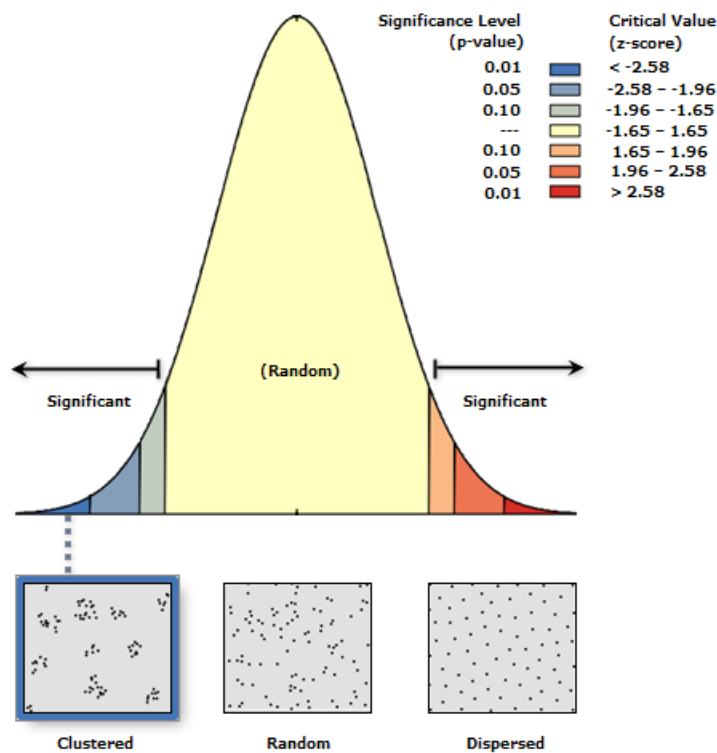 Significance Level Critical Value
(p-value) (z-score)
0.01 < -2.58
0.05 -2.58 – -1.96
0.10 -1.96 – -1.65
--- -1.65 – 1.65
0.10 1.65 – 1.96
0.05 1.96 – 2.58
0.01 > 2.58
(Random)
Significant Significant
Clustered Random Dispersed